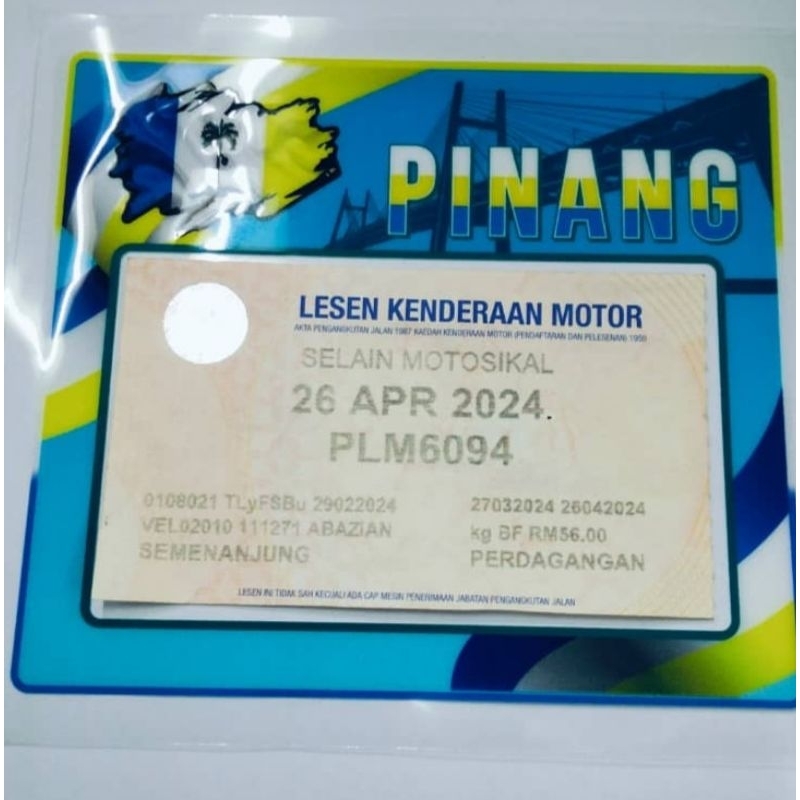 PINANG
LESEN KENDERAAN MOTOR
AKTA PENGANGKUTAN JALAN 1987 KAEDAH KENDERAAN MOTOR (PENDAFTARAN DAN PELESENAN) 1959
SELAIN MOTOSIKAL
26 APR 2024.
PLM6094
0108021 TLyFSBu 29022024 27032024 26042024
VEL02010 111271 ABAZIAN kg BF RM56.00
SEMENANJUNG PERDAGANGAN
LESEN INI TIDAK SAH KECUALI ADA CAP MESIN PENERIMAAN JABATAN PENGANGKUTAN JALAN